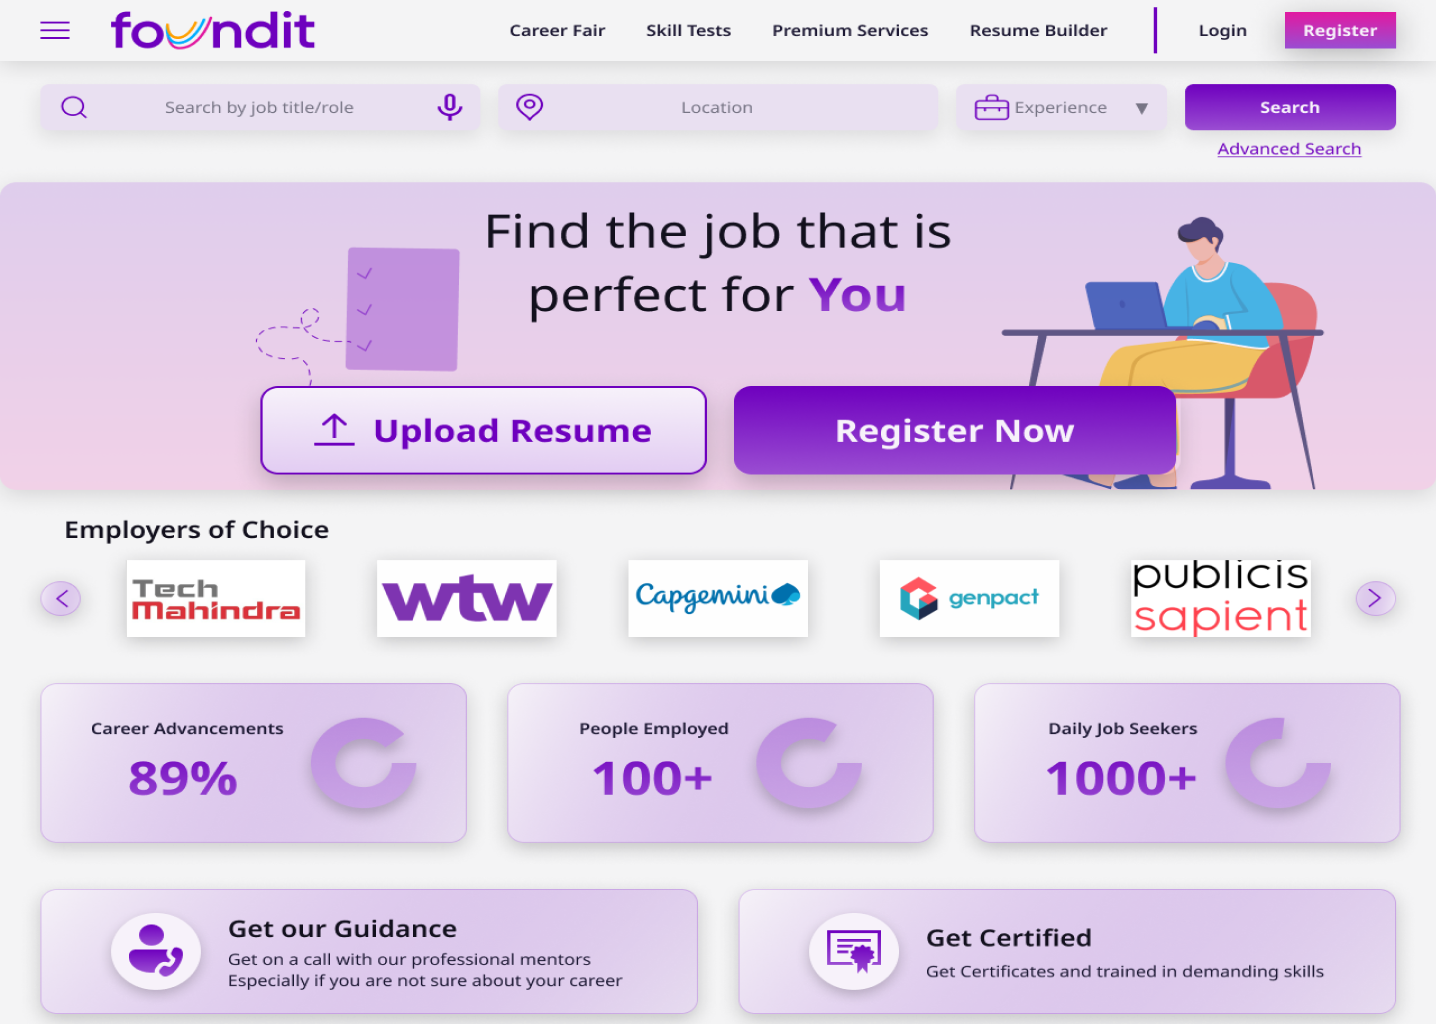 foundit
Career Fair
Skill Tests
Premium Services
Resume Builder
Login
Register
Search by job title/role
Location
Experience
Search
Advanced Search
Find the job that is
perfect for You
Upload Resume
Register Now
Employers of Choice
Tech
Mahindra
wtw
Capgemini
genpact
publicis
sapient
Career Advancements
89%
People Employed
100+
Daily Job Seekers
1000+
Get our Guidance
Get on a call with our professional mentors
Especially if you are not sure about your career
Get Certified
Get Certificates and trained in demanding skills